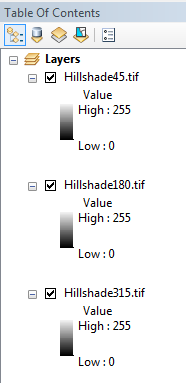 Table Of Contents
Layers
Hillshade45.tif
Value
High : 255
Low : 0
Hillshade180.tif
Value
High : 255
Low : 0
Hillshade315.tif
Value
High : 255
Low : 0